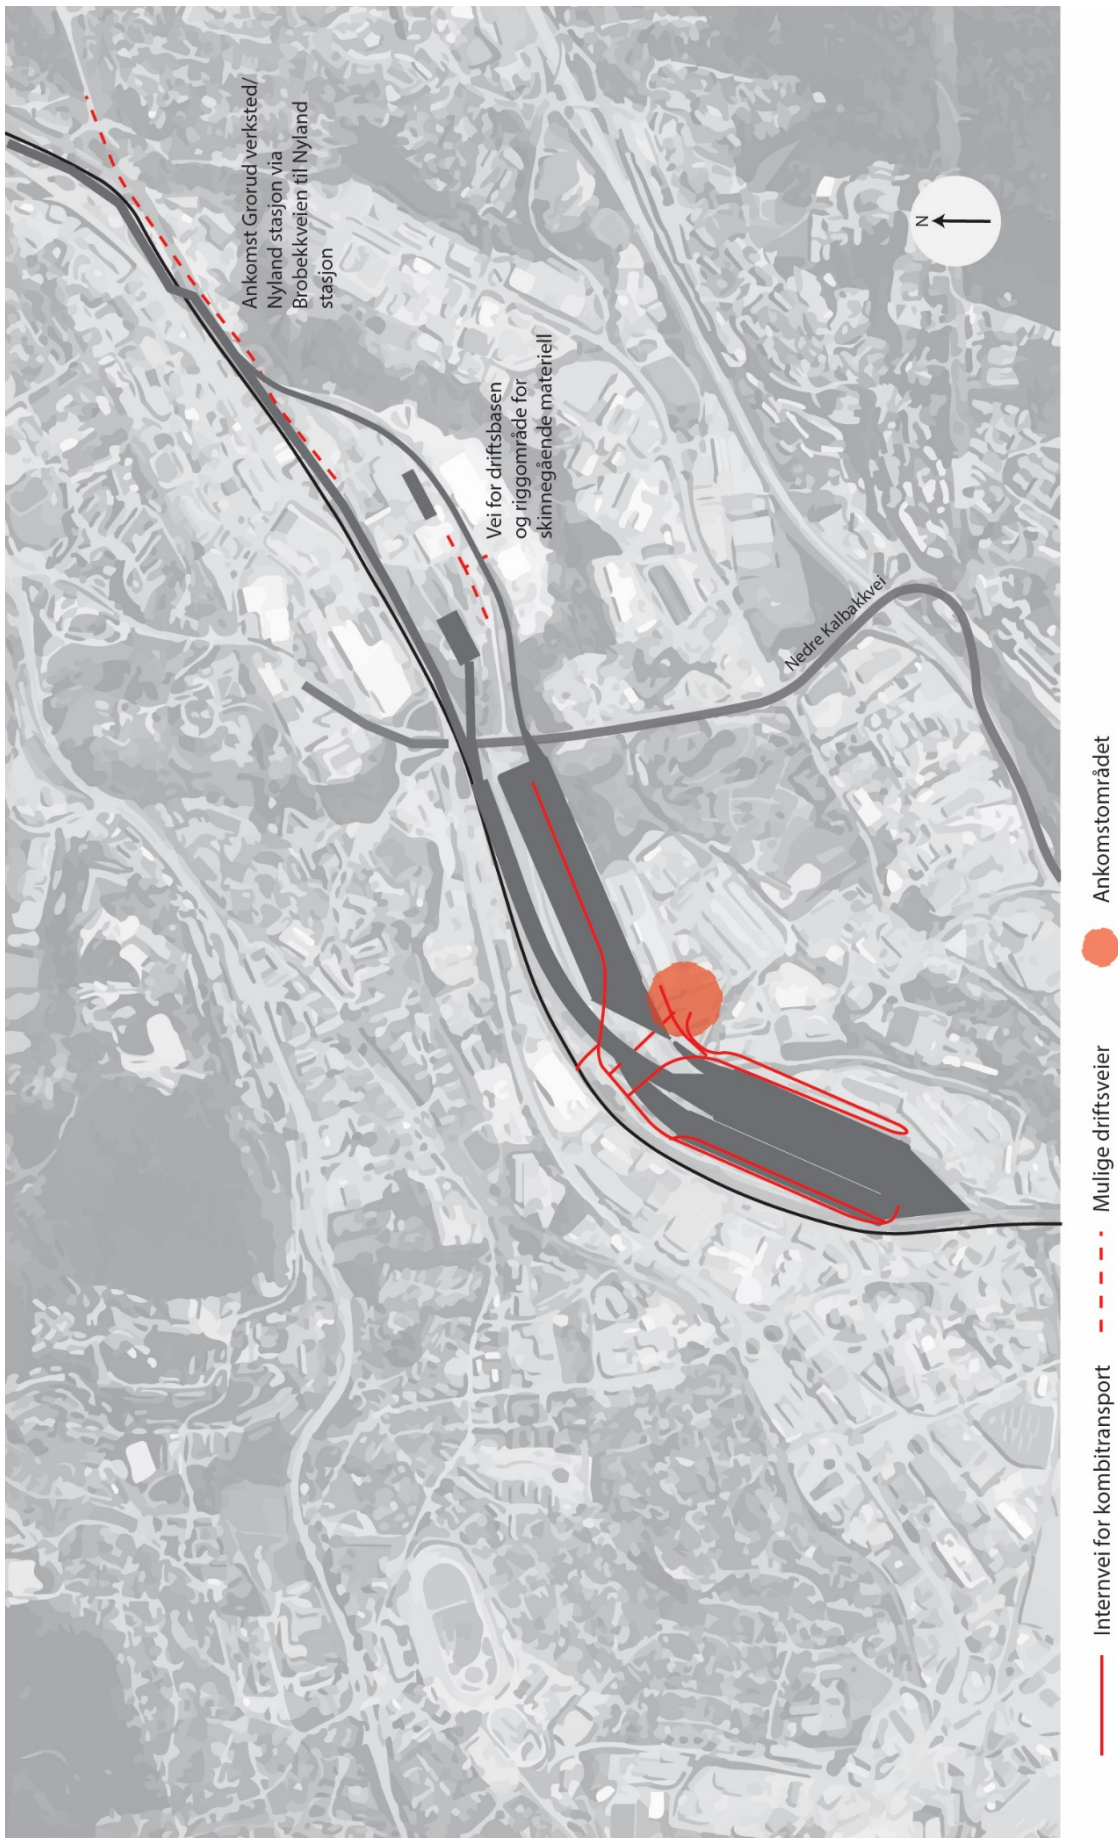 Ankomst Grorud verksted/
Nyland stasjon via
Brobekkveien til Nyland
stasjon
Vei for driftsbasen
og riggområde for
skinnegående materiell
Nedre Kalbakkvei
N
Internvei for kombitransport
Mulige driftsveier
Ankomstområdet